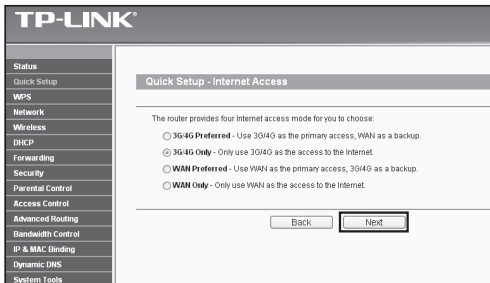 TP-LINK®
Status
Quick Setup
WPS
Network
Wireless
DHCP
Forwarding
Security
Parental Control
Access Control
Advanced Routing
Bandwidth Control
IP & MAC Binding
Dynamic DNS
System Tools
Quick Setup - Internet Access
The router provides four Internet access mode for you to choose:
3G/4G Preferred - Use 3G/4G as the primary access, WAN as a backup.
3G/4G Only - Only use 3G/4G as the access to the Internet.
WAN Preferred - Use WAN as the primary access, 3G/4G as a backup.
WAN Only - Only use WAN as the access to the Internet.
Back
Next